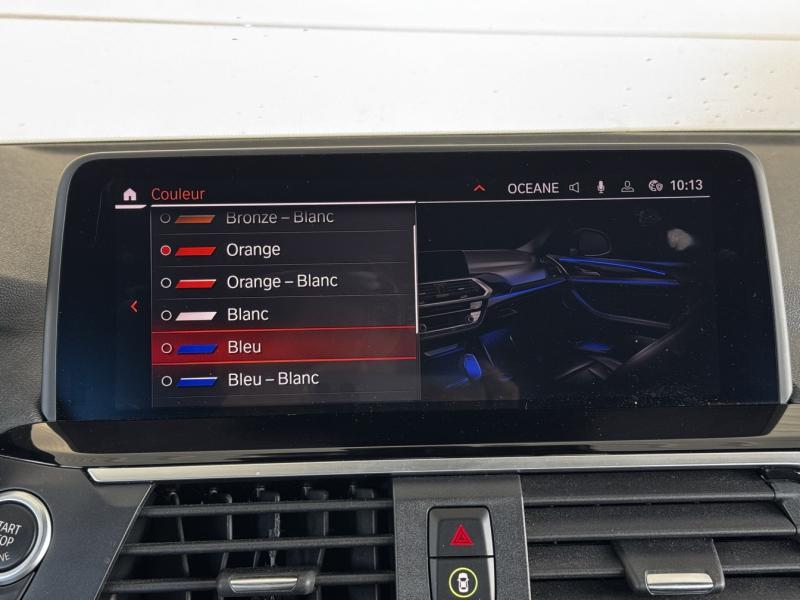 Couleur
OCEANE 10:13
Bronze – Blanc
Orange
Orange – Blanc
Blanc
Bleu
Bleu – Blanc
START
STOP